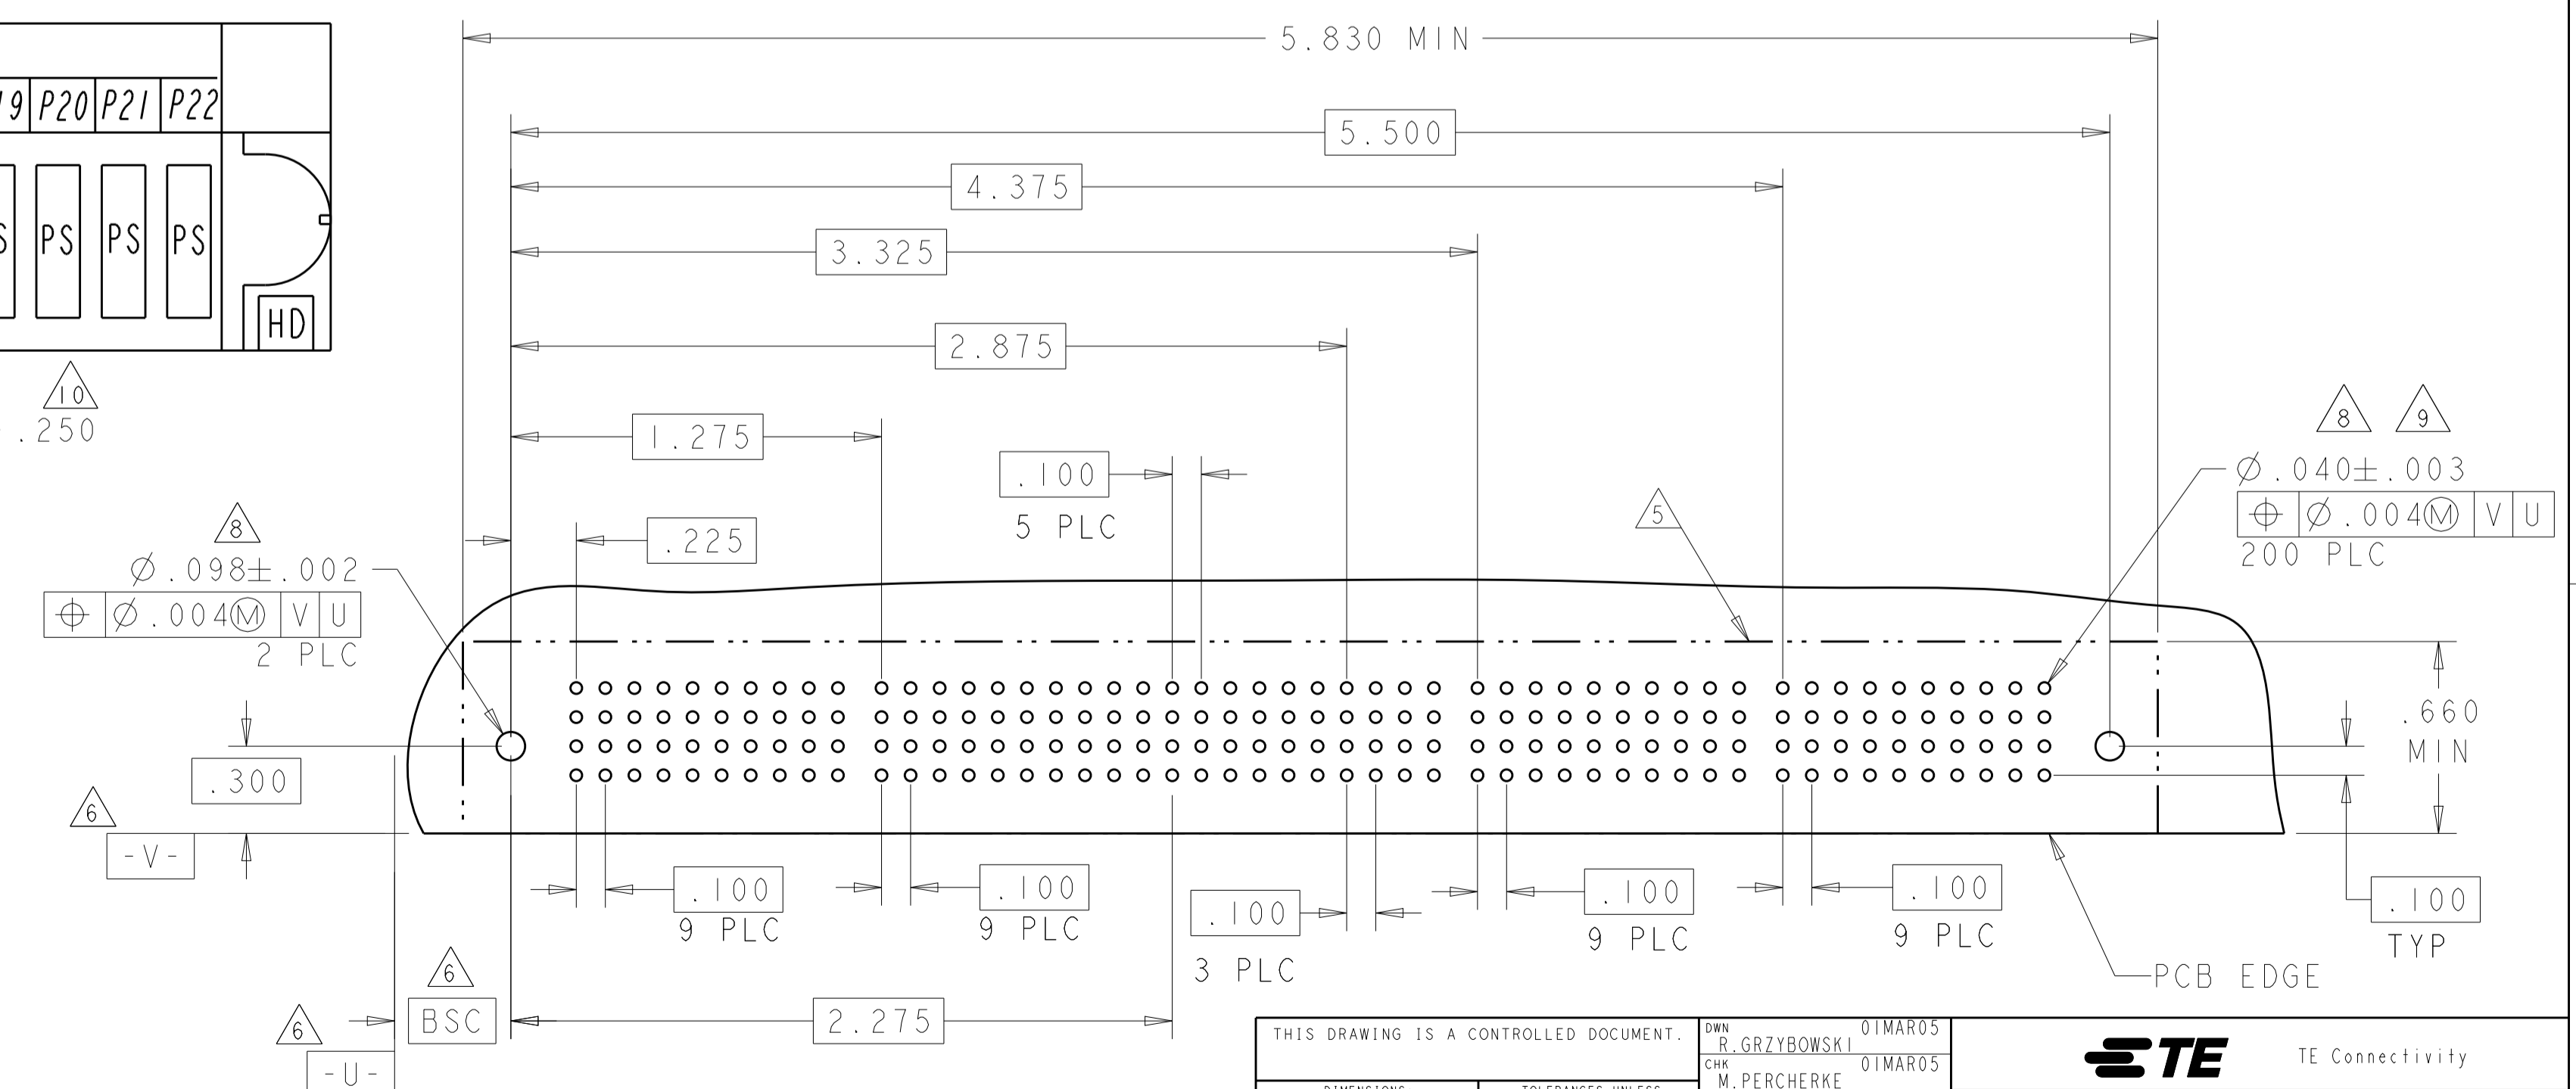 5.830 MIN
9 P20 P21 P22
5.500
4.375
PS PS PS
3.325
HD
2.875
10
.250
8 9
1.275
.100
5 PLC
Ø.040±.003
⌖ Ø.004Ⓜ V U
200 PLC
5
8
.225
Ø.098±.002
⌖ Ø.004Ⓜ V U
2 PLC
.660
MIN
.300
6
-V-
.100
9 PLC
.100
9 PLC
.100
3 PLC
.100
9 PLC
.100
9 PLC
.100
TYP
PCB EDGE
6
BSC
2.275
6
-U-
THIS DRAWING IS A CONTROLLED DOCUMENT.
DWN 01MAR05
R.GRZYBOWSKI
CHK 01MAR05
M.PERCHERKE
DIMENSIONS
TOLERANCES UNLESS
TE
TE Connectivity